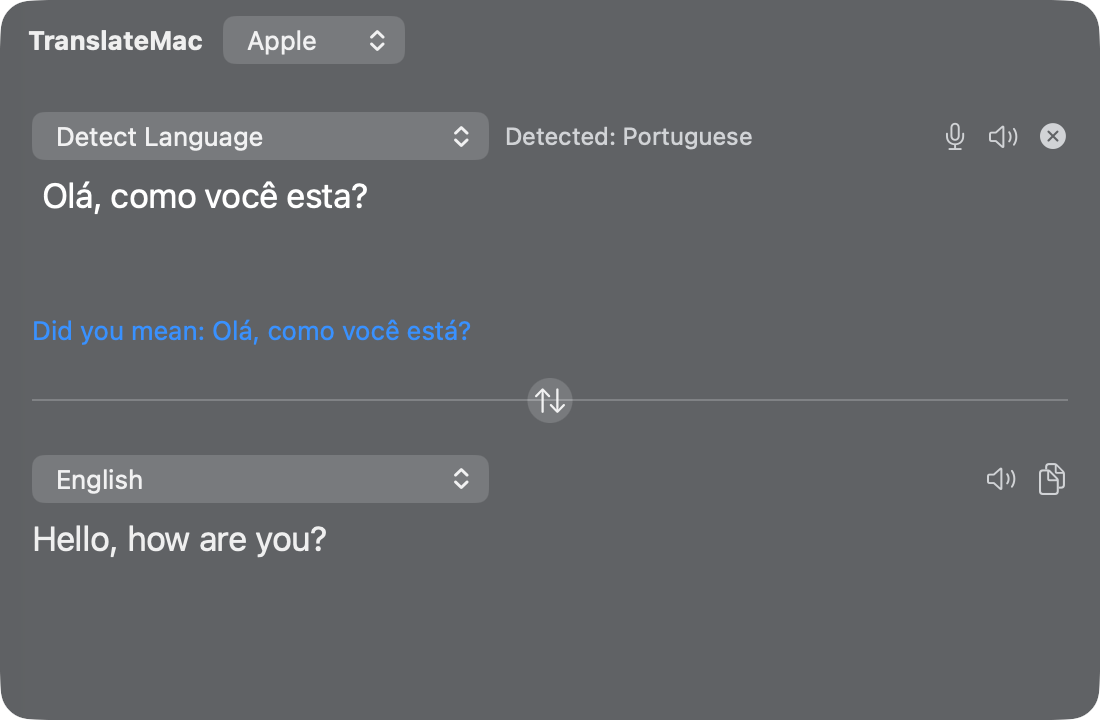 TranslateMac Apple
Detect Language Detected: Portuguese
Olá, como você esta?
Did you mean: Olá, como você está?
English
Hello, how are you?